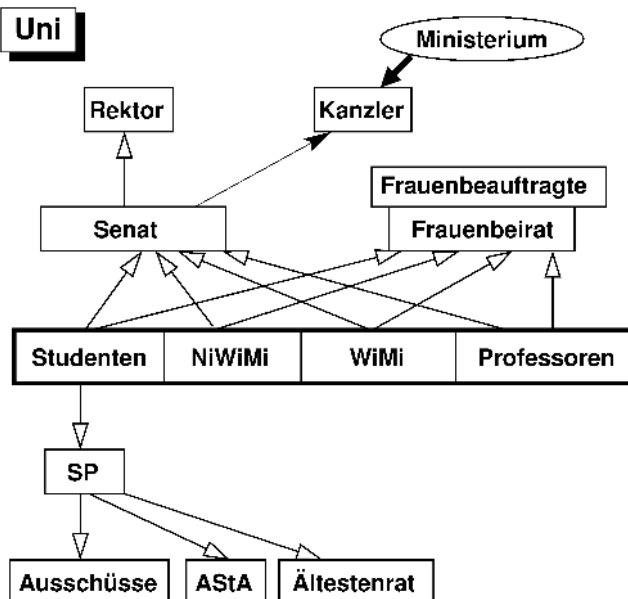 Uni
Ministerium
Rektor
Kanzler
Frauenbeauftragte
Senat
Frauenbeirat
Studenten
NiWiMi
WiMi
Professoren
SP
Ausschüsse
AStA
Ältestenrat